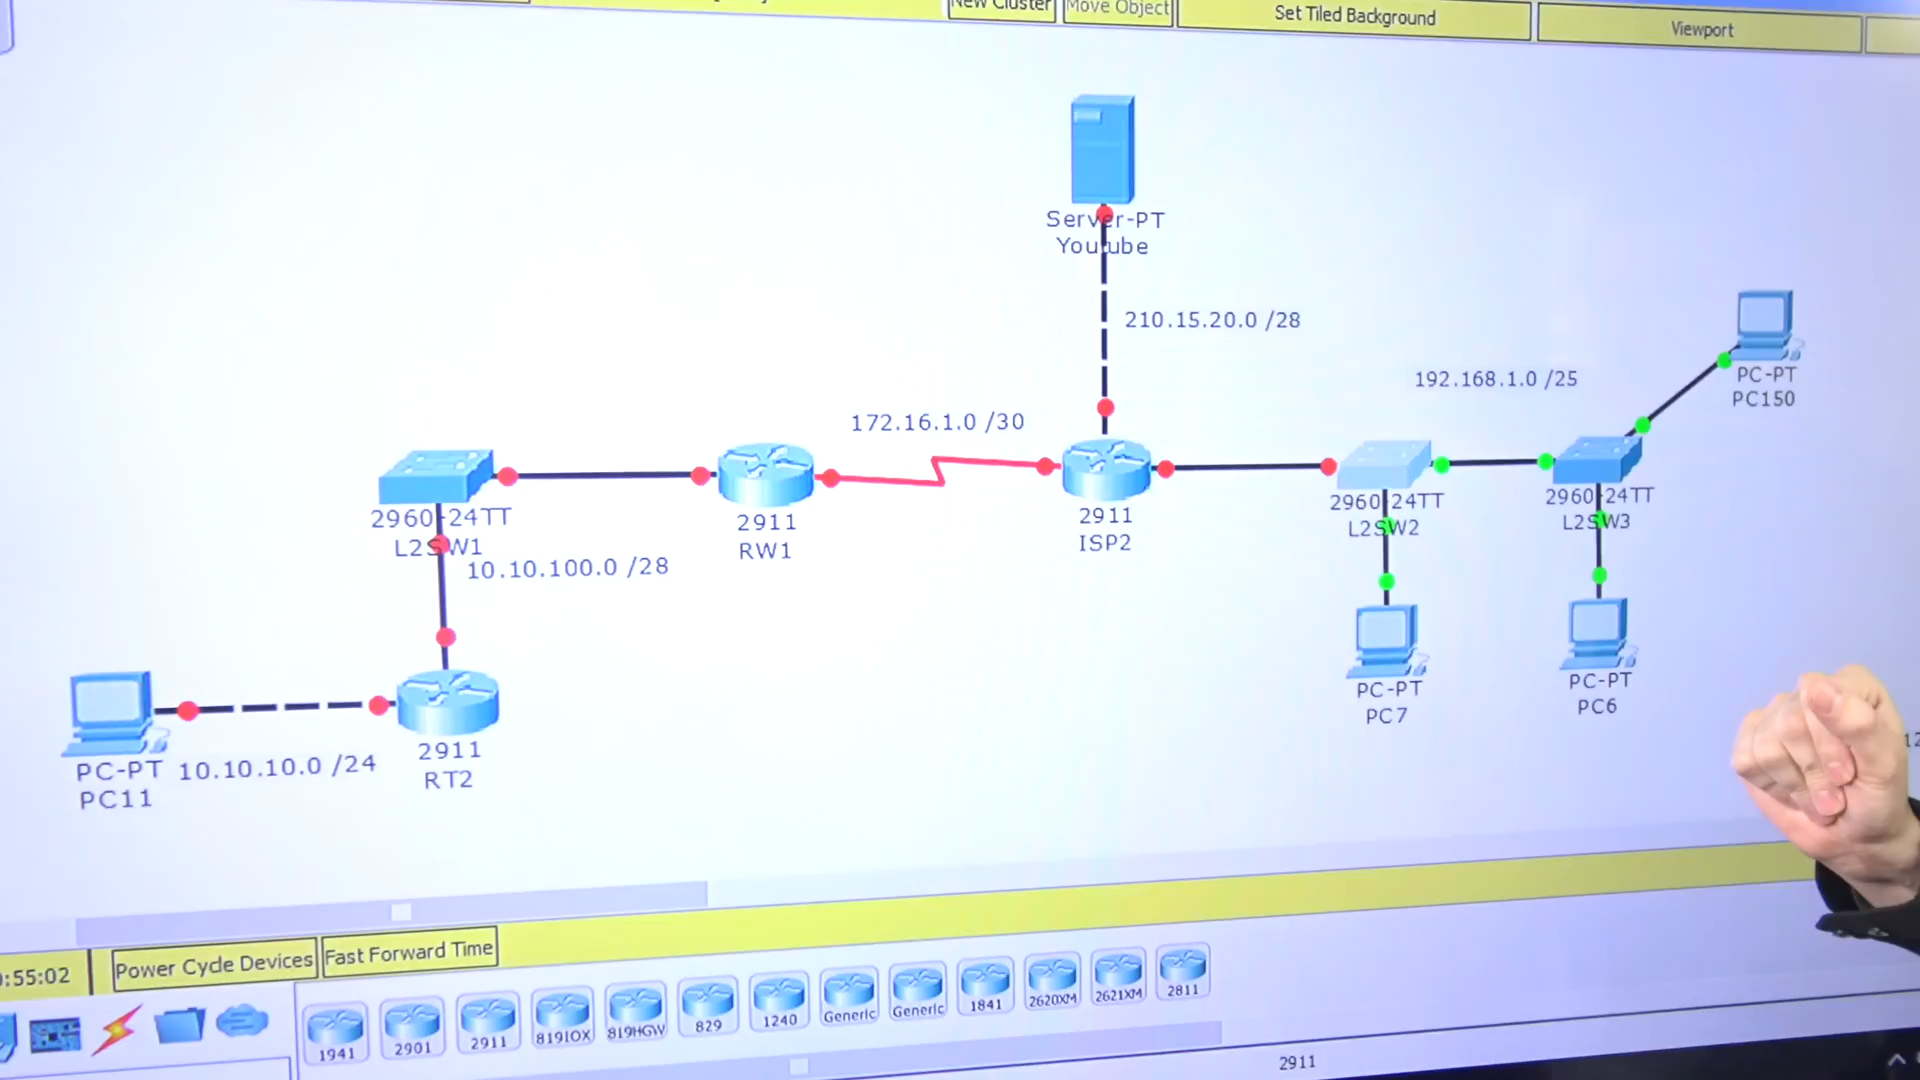 New Cluster
Move Object
Set Tiled Background
Viewport
Server-PT
Youtube
210.15.20.0 /28
192.168.1.0 /25
PC-PT
PC150
172.16.1.0 /30
2960-24TT
L2SW1
10.10.100.0 /28
2911
RW1
2911
ISP2
2960-24TT
L2SW2
2960-24TT
L2SW3
PC-PT
PC7
PC-PT
PC6
PC-PT
PC11
10.10.10.0 /24
2911
RT2
:55:02
Power Cycle Devices
Fast Forward Time
1941
2901
2911
819IOX
819HGW
829
1240
Generic
Generic
1841
2620XM
2621XM
2811
2911